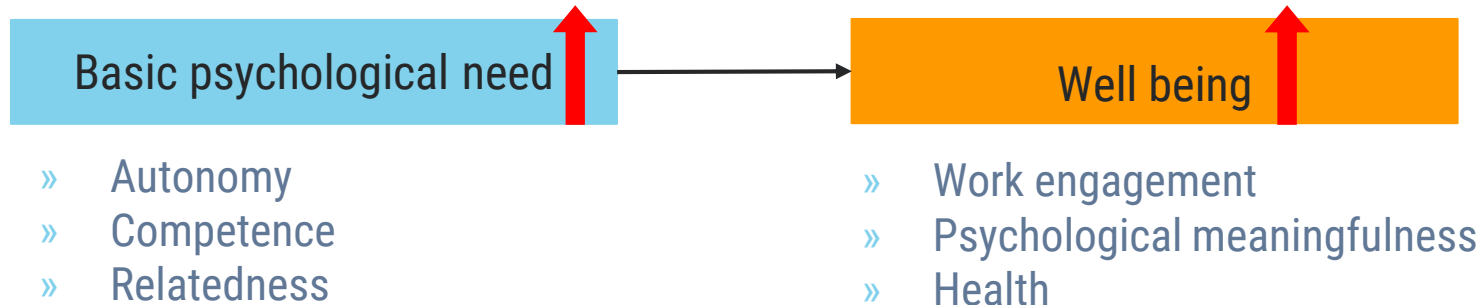 Basic psychological need
Well being
» Autonomy
» Competence
» Relatedness
» Work engagement
» Psychological meaningfulness
» Health